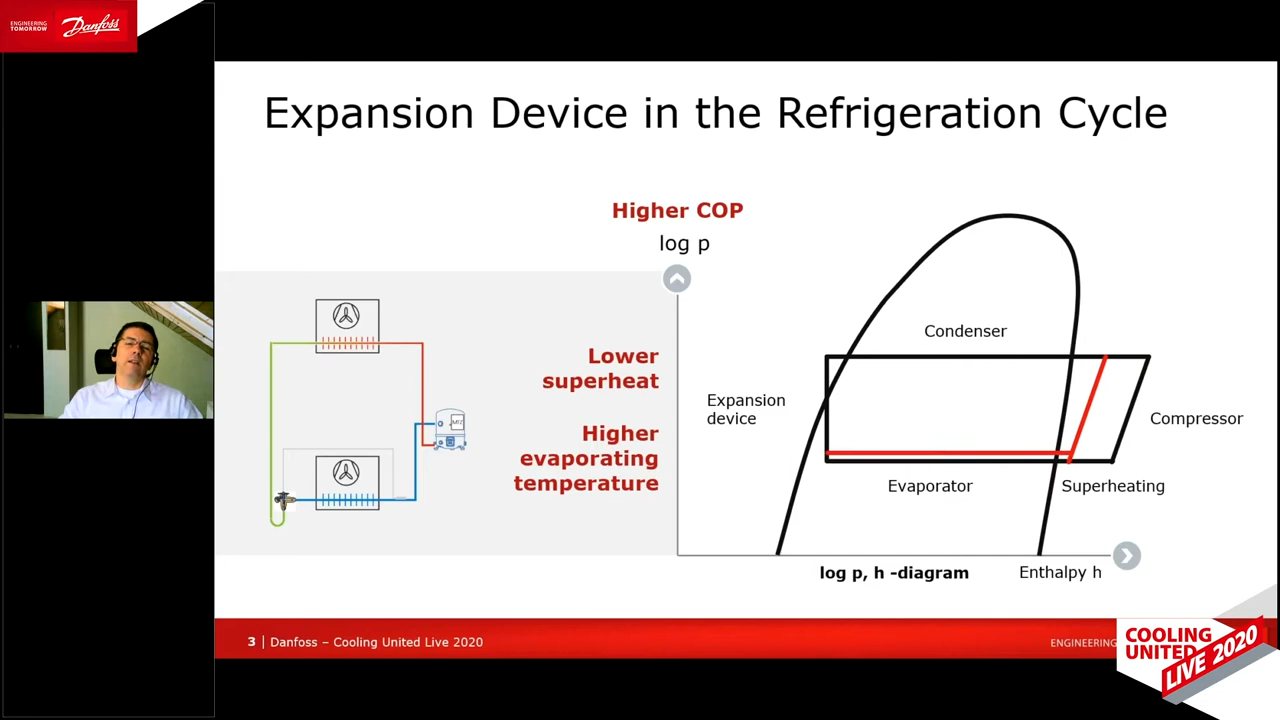 ENGINEERING
TOMORROW
Danfoss
Expansion Device in the Refrigeration Cycle
Higher COP
log p
Lower
superheat
Higher
evaporating
temperature
Condenser
Expansion
device
Compressor
Evaporator
Superheating
log p, h -diagram
Enthalpy h
3 | Danfoss – Cooling United Live 2020
ENGINEERING
COOLING
UNITED
LIVE 2020